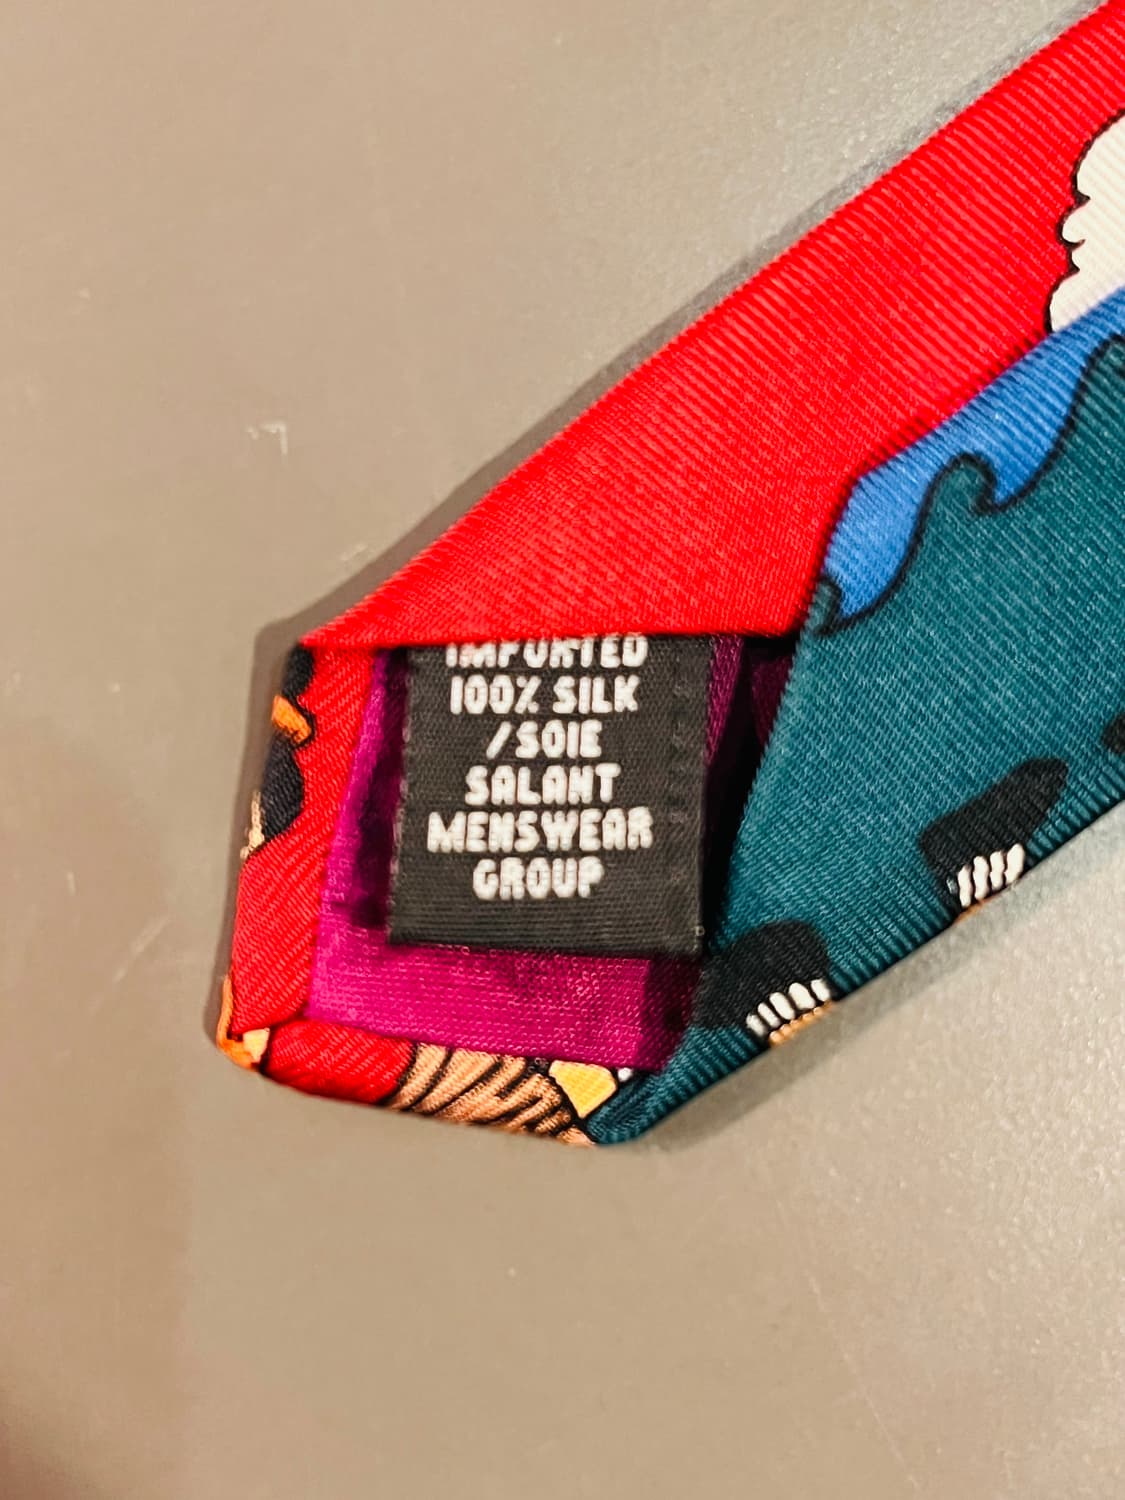 IMPORTED
100% SILK
/SOIE
SALANT
MENSWEAR
GROUP